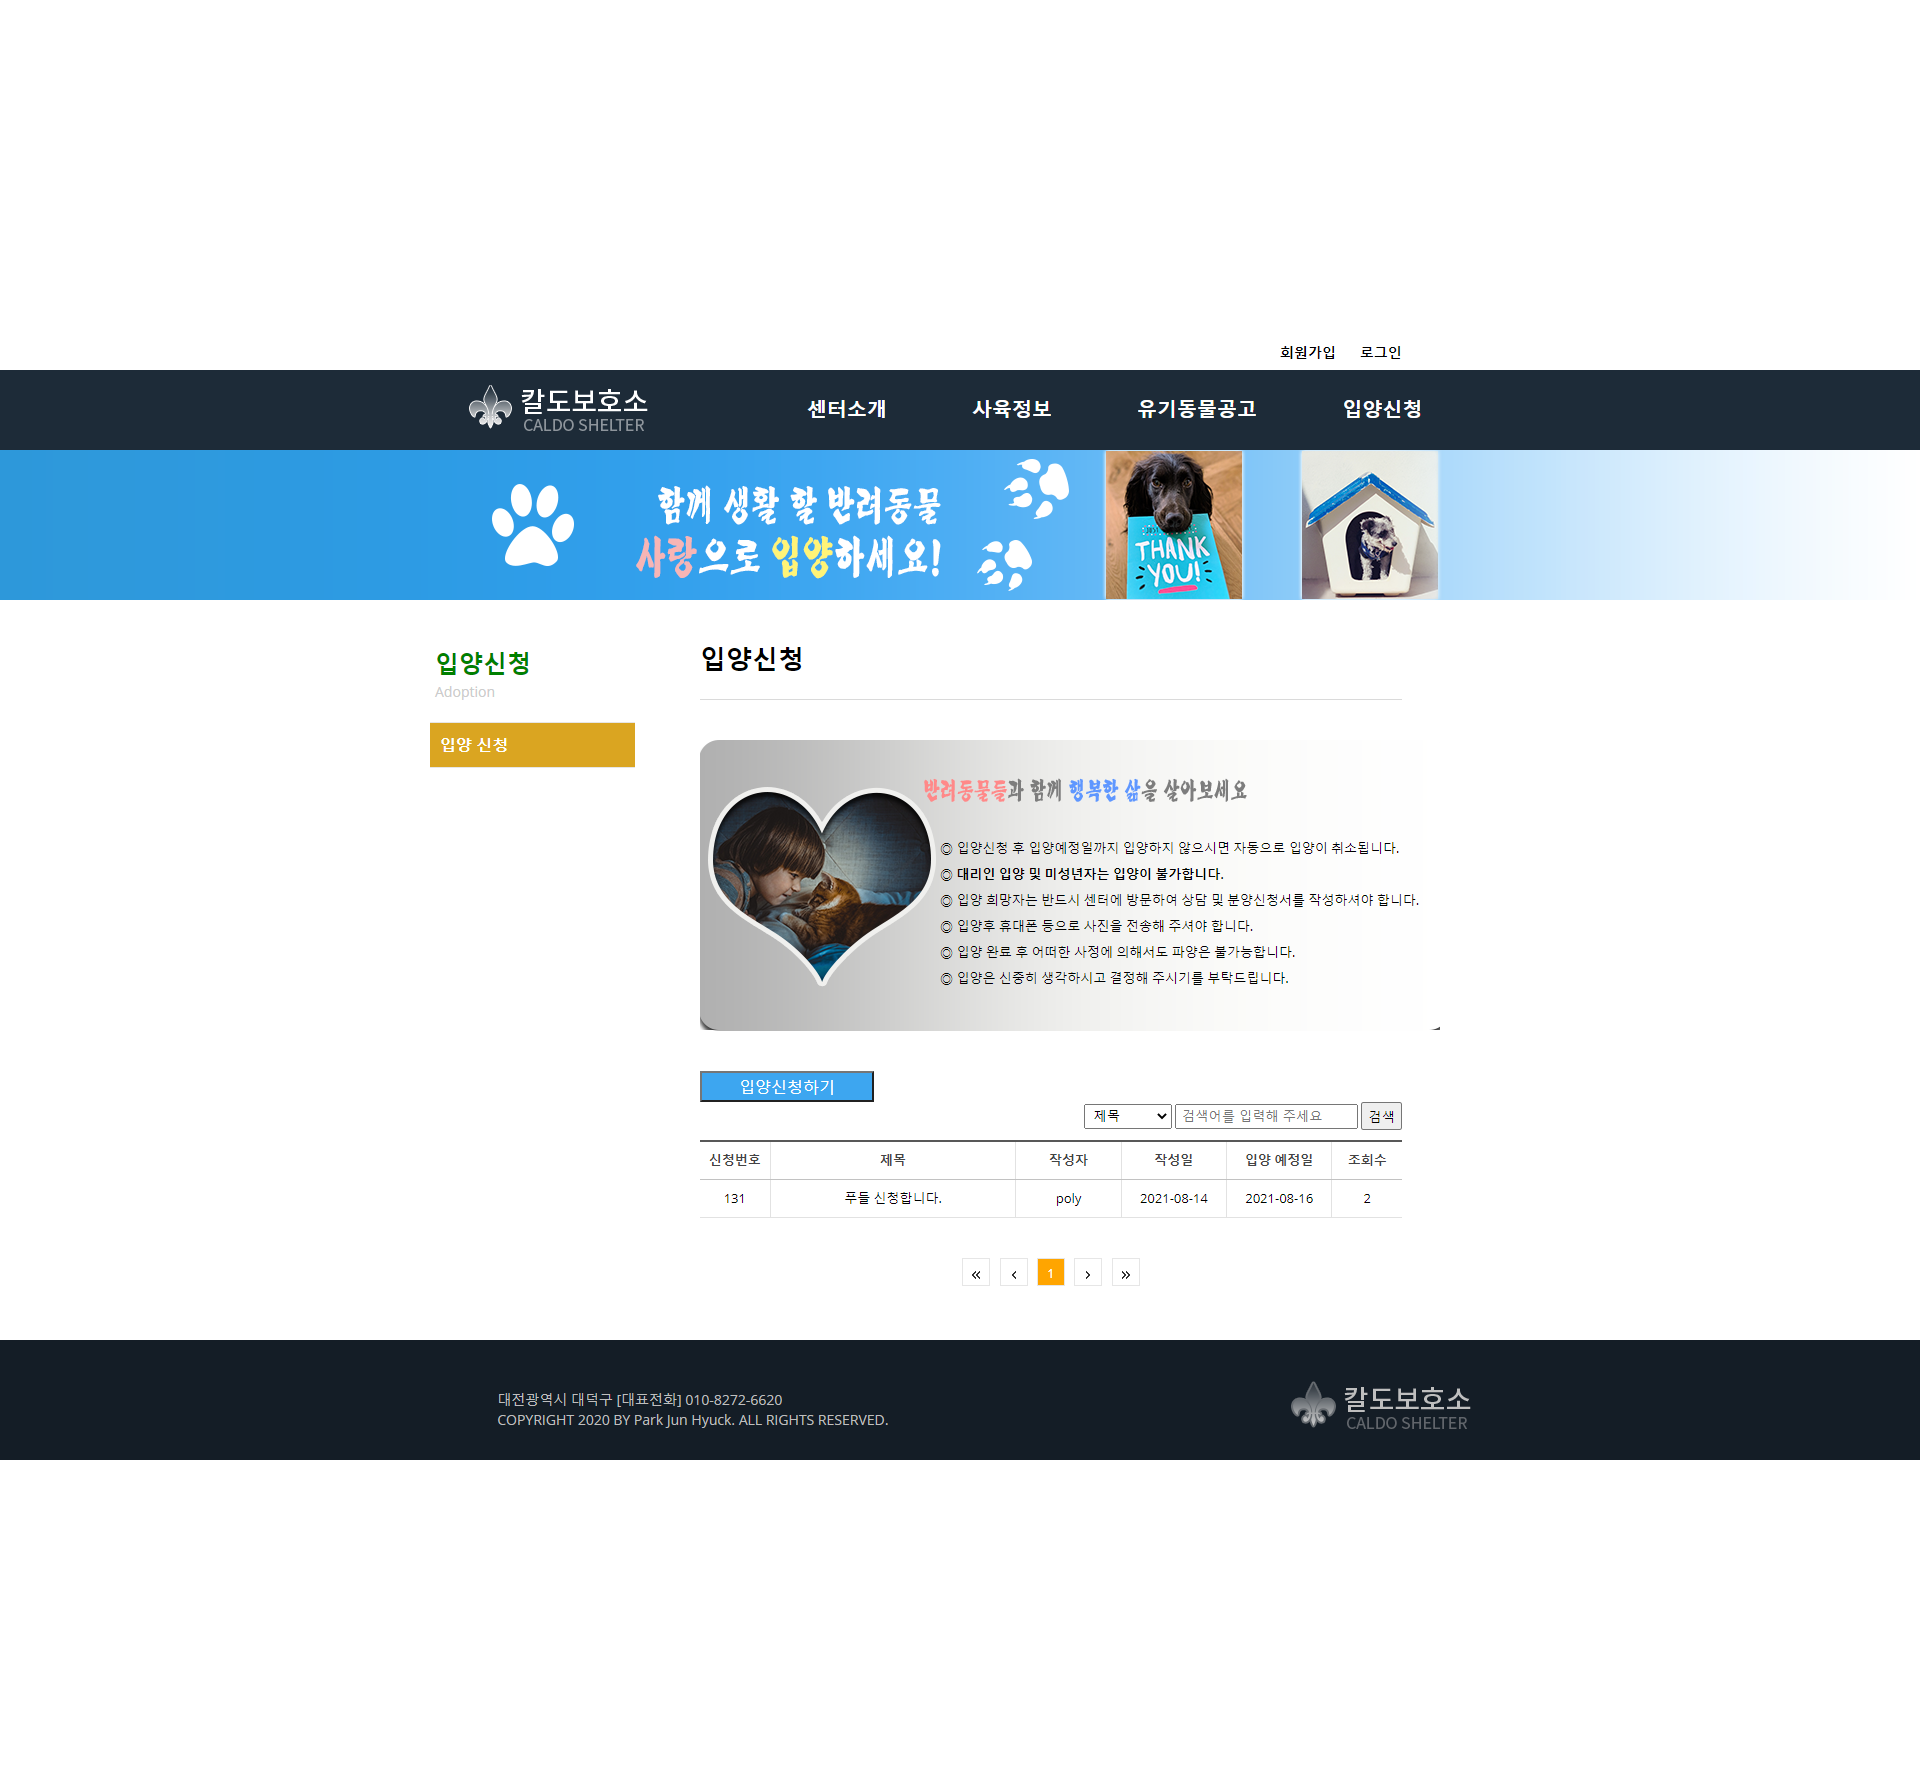 회원가입 로그인
칼도보호소
CALDO SHELTER
센터소개 사육정보 유기동물공고 입양신청
함께 생활 할 반려동물
사랑으로 입양하세요!
THANK
YOU!
입양신청
Adoption
입양 신청
입양신청
반려동물들과 함께 행복한 삶을 살아보세요
◎ 입양신청 후 입양예정일까지 입양하지 않으시면 자동으로 입양이 취소됩니다.
◎ 대리인 입양 및 미성년자는 입양이 불가합니다.
◎ 입양 희망자는 반드시 센터에 방문하여 상담 및 분양신청서를 작성하셔야 합니다.
◎ 입양후 휴대폰 등으로 사진을 전송해 주셔야 합니다.
◎ 입양 완료 후 어떠한 사정에 의해서도 파양은 불가능합니다.
◎ 입양은 신중히 생각하시고 결정해 주시기를 부탁드립니다.
입양신청하기
제목 검색어를 입력해 주세요 검색
신청번호 제목 작성자 작성일 입양 예정일 조회수
131 푸들 신청합니다. poly 2021-08-14 2021-08-16 2
« ‹ 1 › »
대전광역시 대덕구 [대표전화] 010-8272-6620
COPYRIGHT 2020 BY Park Jun Hyuck. ALL RIGHTS RESERVED.
칼도보호소
CALDO SHELTER